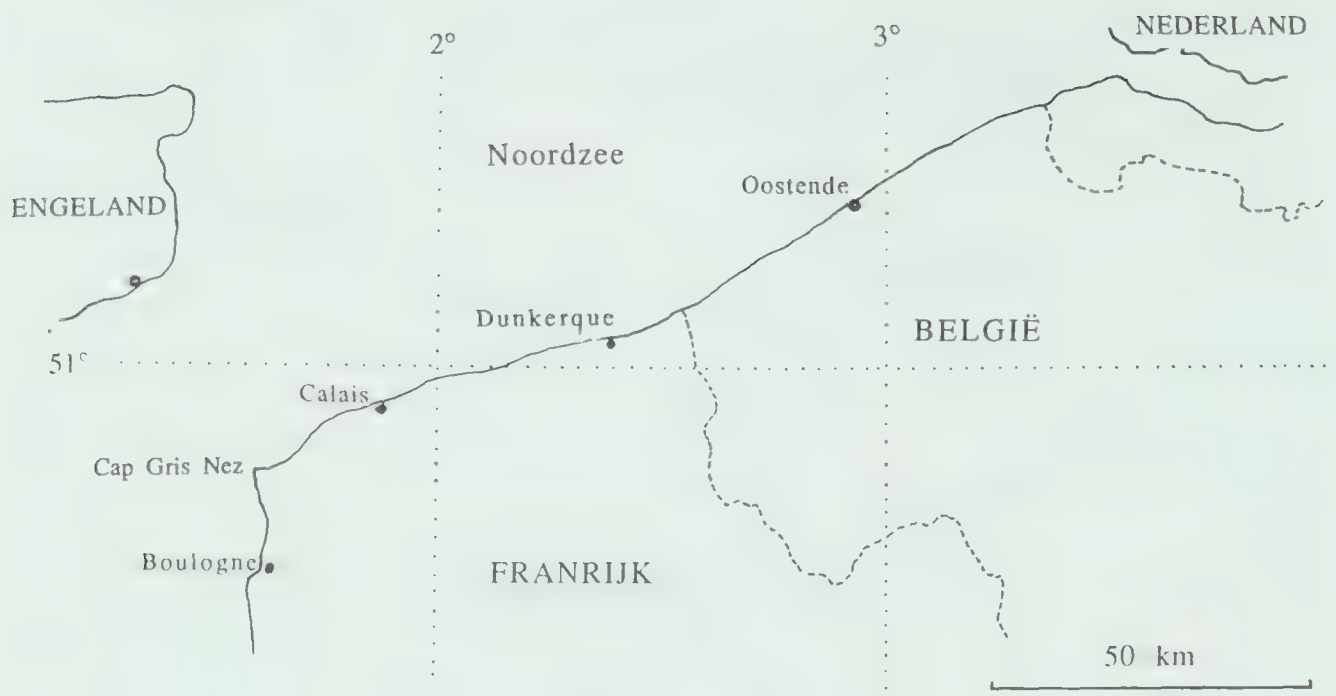 2°
3°
NEDERLAND
Noordzee
Oostende
ENGELAND
Dunkerque
BELGIË
51°
Calais
Cap Gris Nez
Boulogne
FRANRIJK
50 km